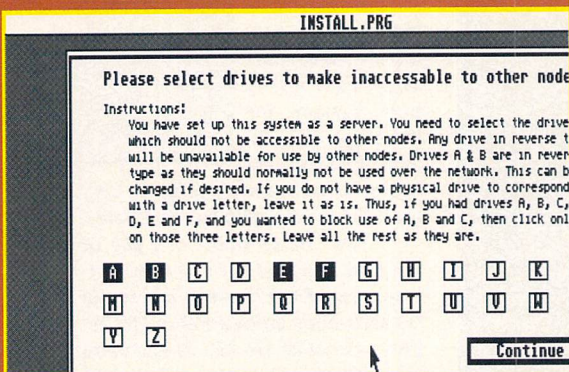 INSTALL.PRG
Please select drives to make inaccessable to other node
Instructions:
You have set up this system as a server. You need to select the drive
which should not be accessible to other nodes. Any drive in reverse t
will be unavailable for use by other nodes. Drives A & B are in rever
type as they should normally not be used over the network. This can b
changed if desired. If you do not have a physical drive to correspond
with a drive letter, leave it as is. Thus, if you had drives A, B, C,
D, E and F, and you wanted to block use of A, B and C, then click onl
on those three letters. Leave all the rest as they are.
A B C D E F G H I J K
M N O P Q R S T U V W
Y Z
Continue